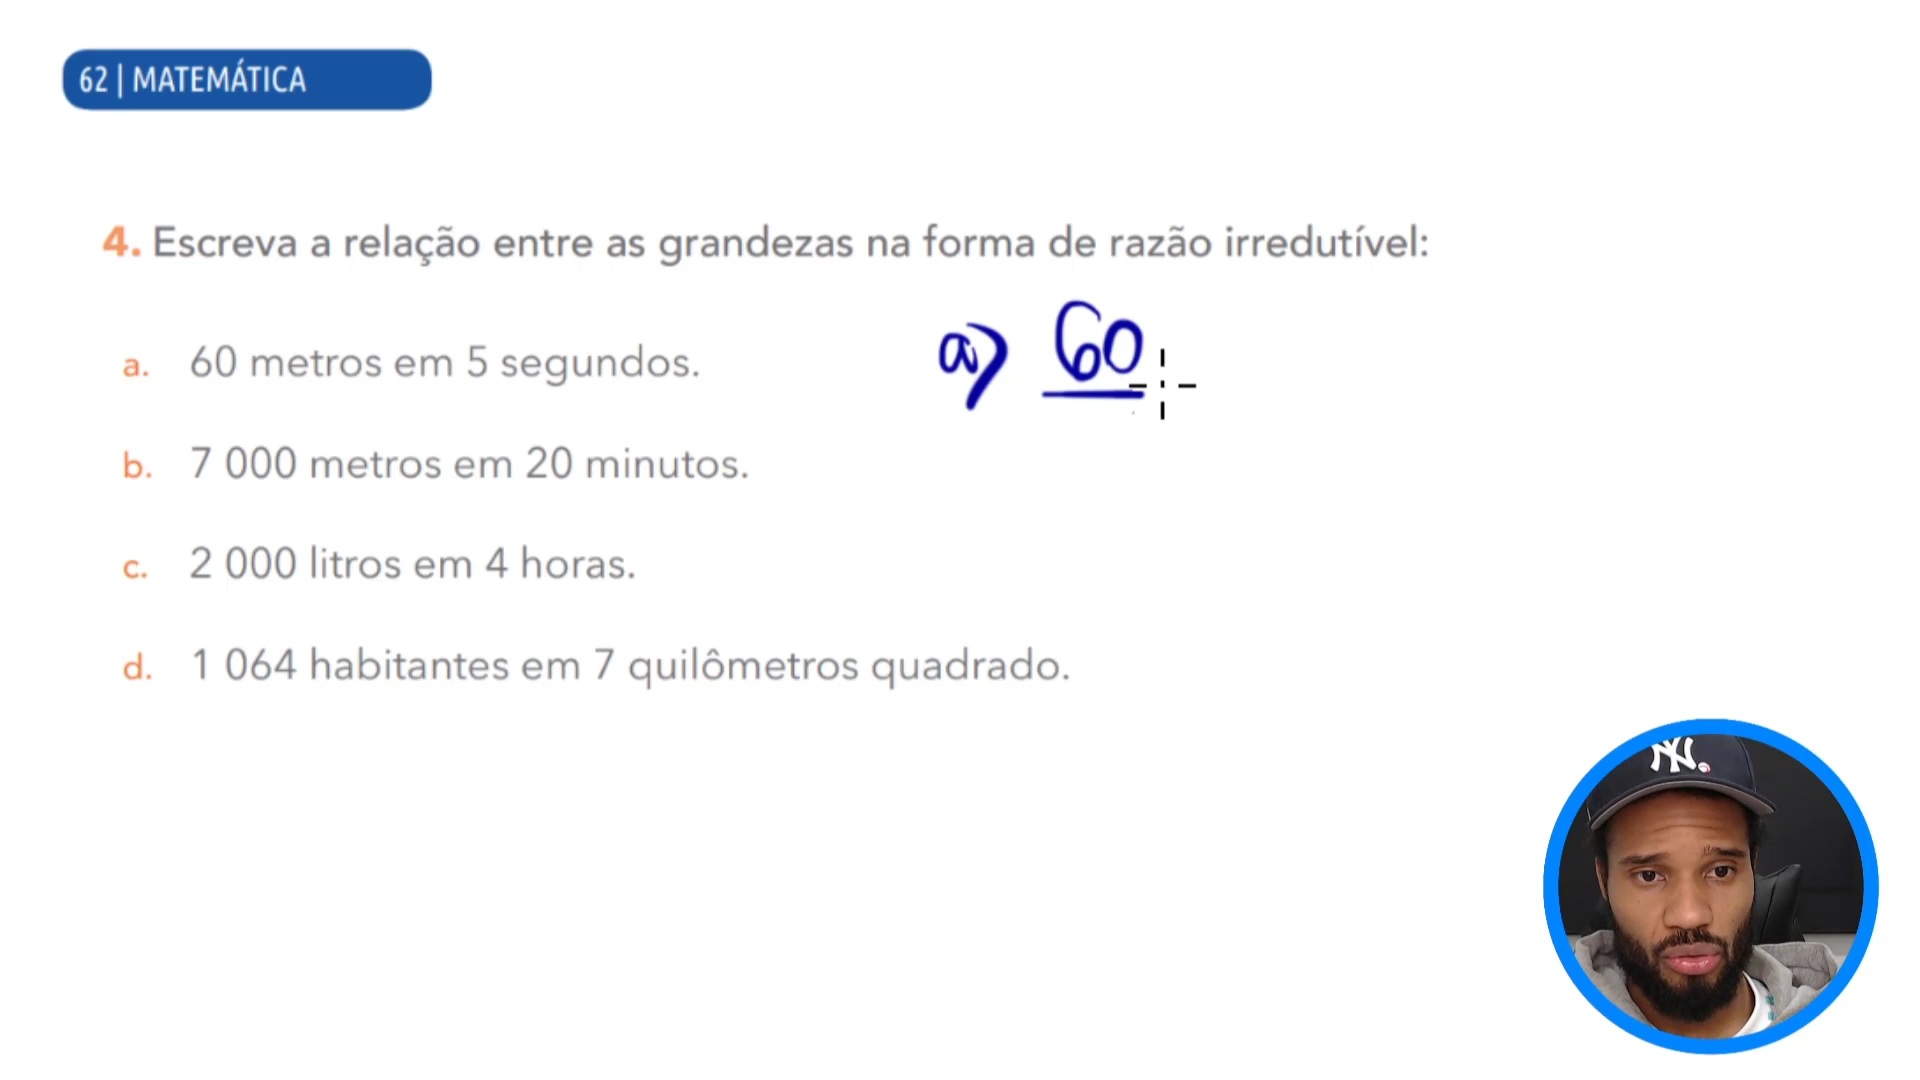 62 | MATEMÁTICA
4. Escreva a relação entre as grandezas na forma de razão irredutível:
a. 60 metros em 5 segundos.
a) 60
b. 7 000 metros em 20 minutos.
c. 2 000 litros em 4 horas.
d. 1 064 habitantes em 7 quilômetros quadrado.
NY